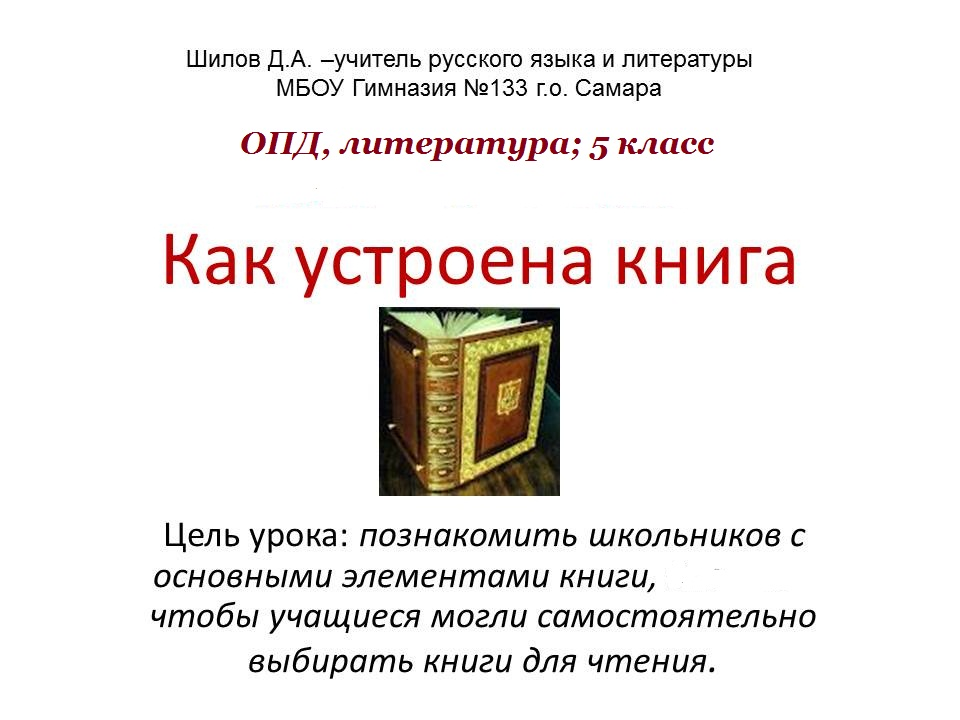 Шилов Д.А. –учитель русского языка и литературы
МБОУ Гимназия №133 г.о. Самара
ОПД, литература; 5 класс
Как устроена книга
Цель урока: познакомить школьников с
основными элементами книги,
чтобы учащиеся могли самостоятельно
выбирать книги для чтения.